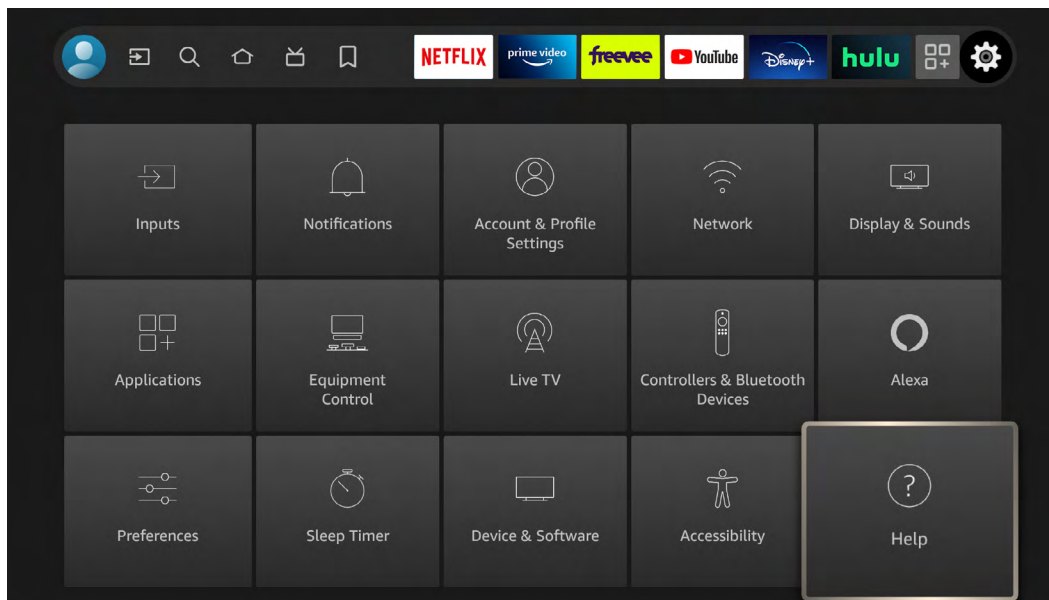 NETFLIX prime video freevee YouTube Disney+ hulu
Inputs Notifications Account & Profile Network Display & Sounds
Settings
Applications Equipment Live TV Controllers & Bluetooth Alexa
Control Devices
Preferences Sleep Timer Device & Software Accessibility ?
Help